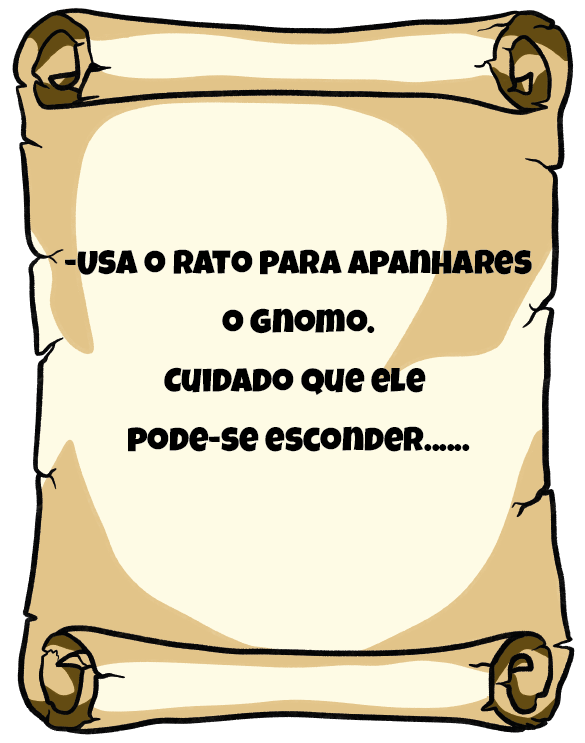 -Usa o rato para apanhares
o gnomo.
Cuidado que ele
pode-se esconder......